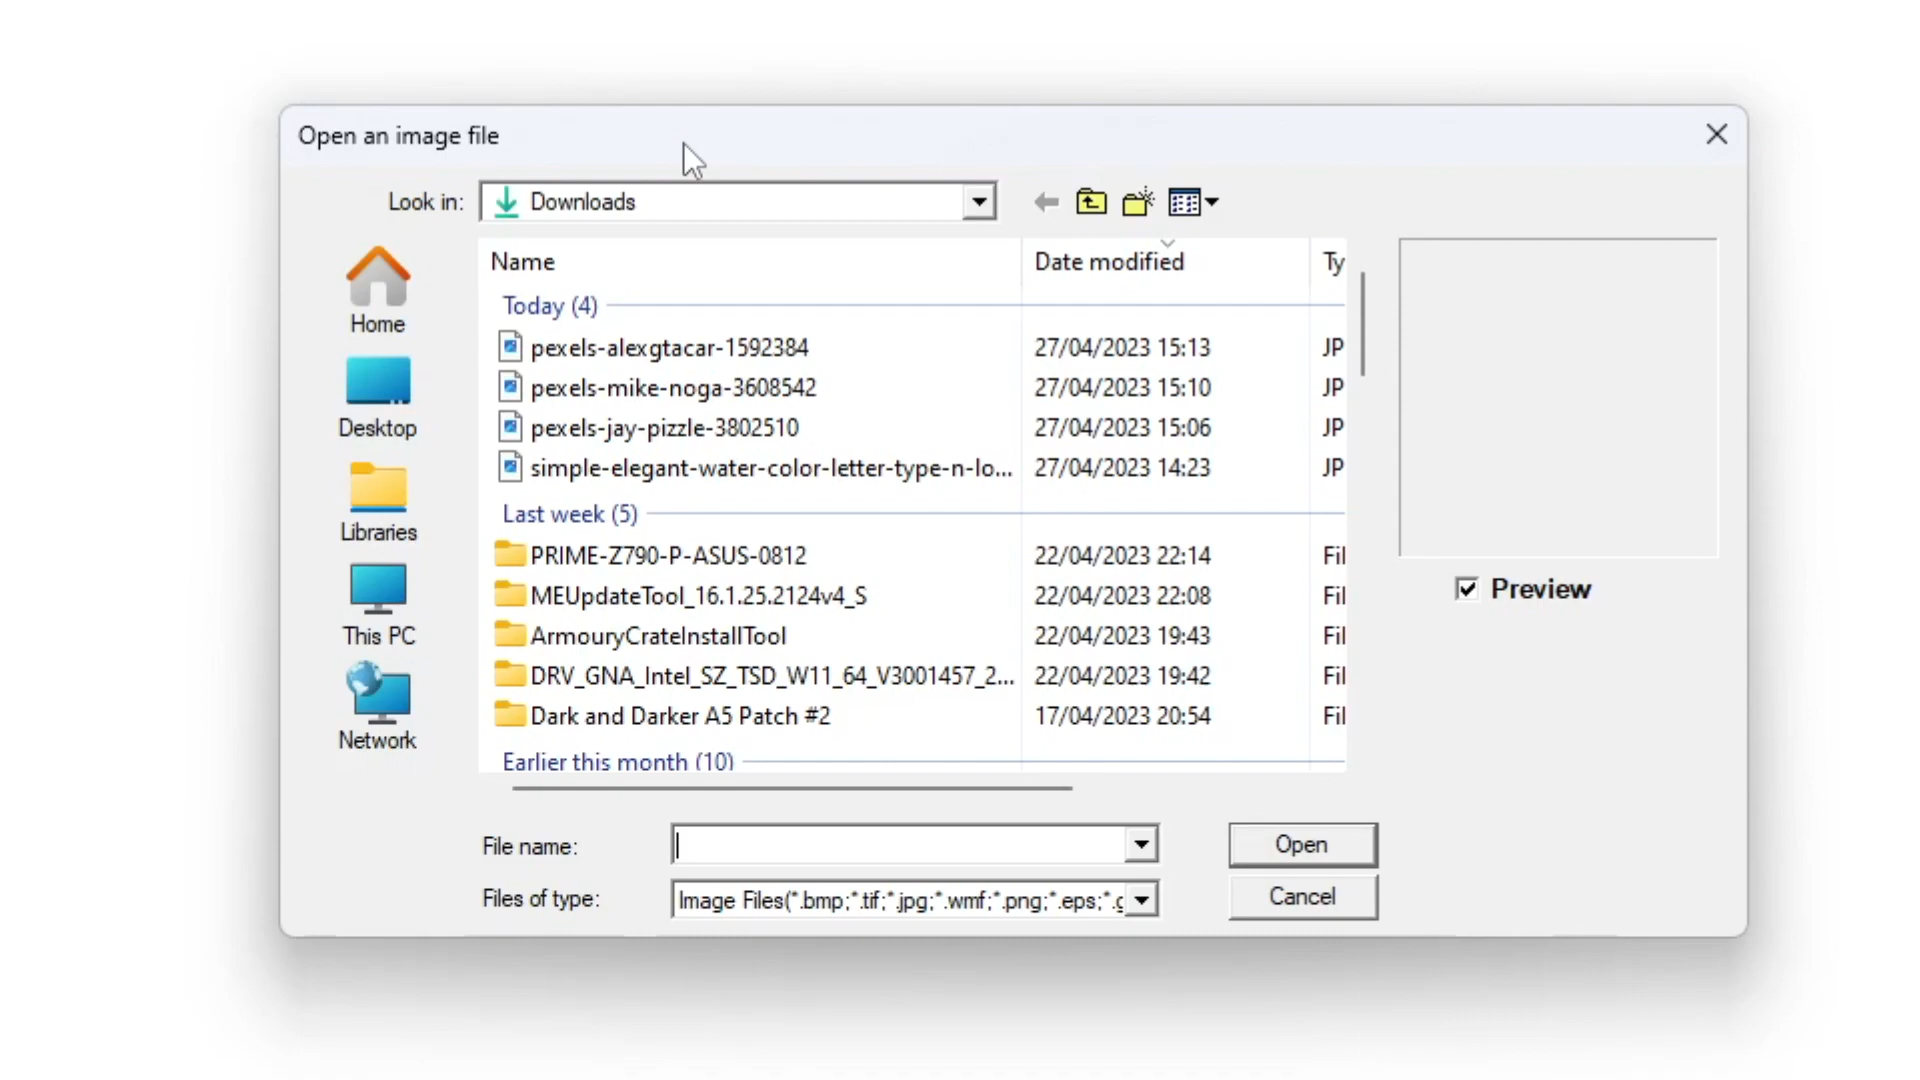 Open an image file
Look in: Downloads
Name Date modified Ty
Today (4)
pexels-alexgtacar-1592384 27/04/2023 15:13 JP
pexels-mike-noga-3608542 27/04/2023 15:10 JP
pexels-jay-pizzle-3802510 27/04/2023 15:06 JP
simple-elegant-water-color-letter-type-n-lo... 27/04/2023 14:23 JP
Last week (5)
PRIME-Z790-P-ASUS-0812 22/04/2023 22:14 Fil
MEUpdateTool_16.1.25.2124v4_S 22/04/2023 22:08 Fil
ArmouryCrateInstallTool 22/04/2023 19:43 Fil
DRV_GNA_Intel_SZ_TSD_W11_64_V3001457_2... 22/04/2023 19:42 Fil
Dark and Darker A5 Patch #2 17/04/2023 20:54 Fil
Earlier this month (10)
Home
Desktop
Libraries
This PC
Network
Preview
File name: Open
Files of type: Image Files(*.bmp;*.tif;*.jpg;*.wmf;*.png;*.eps;*.g Cancel